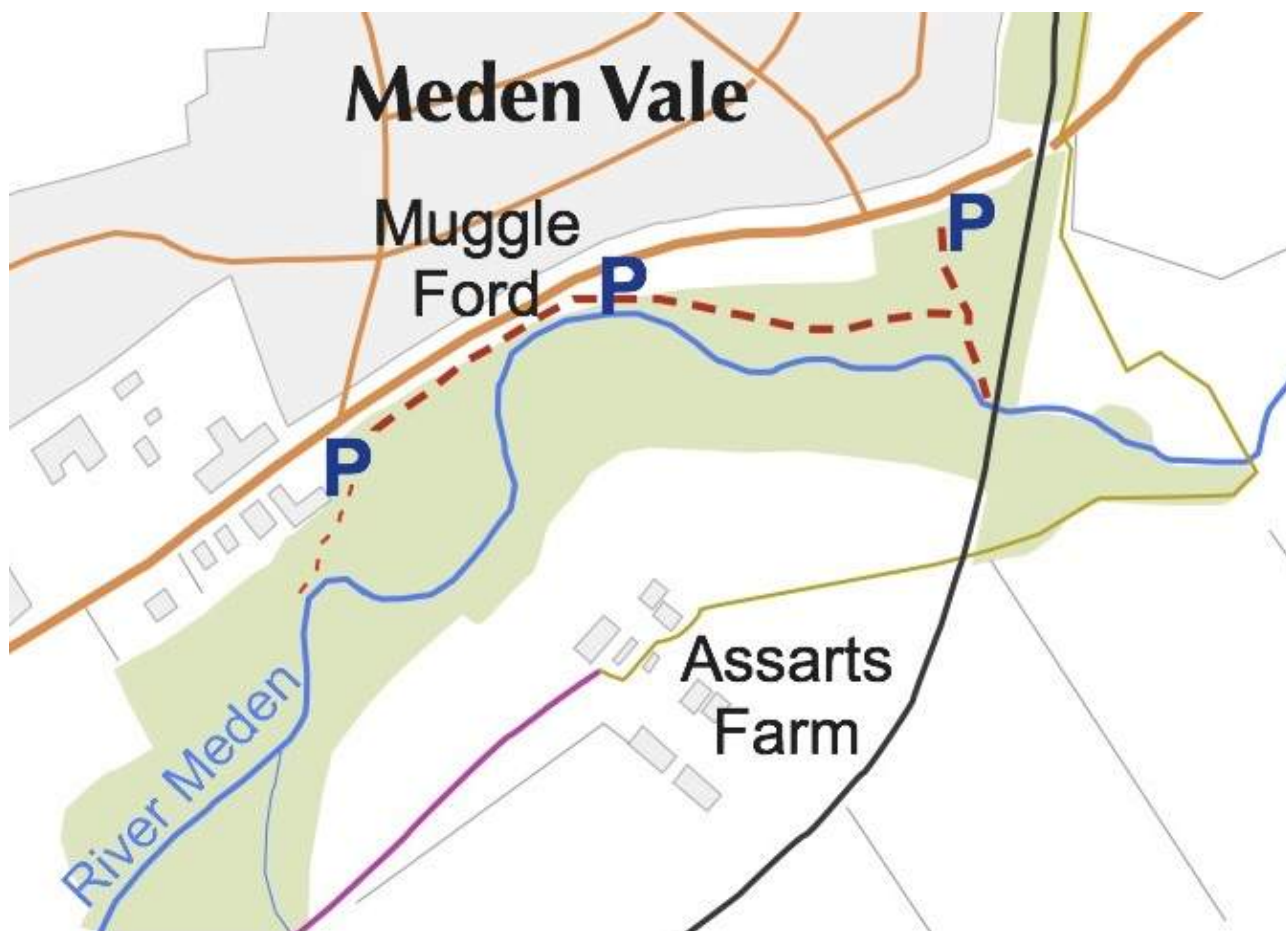 Meden Vale
Muggle
Ford
P
P
P
Assarts
Farm
River Meden